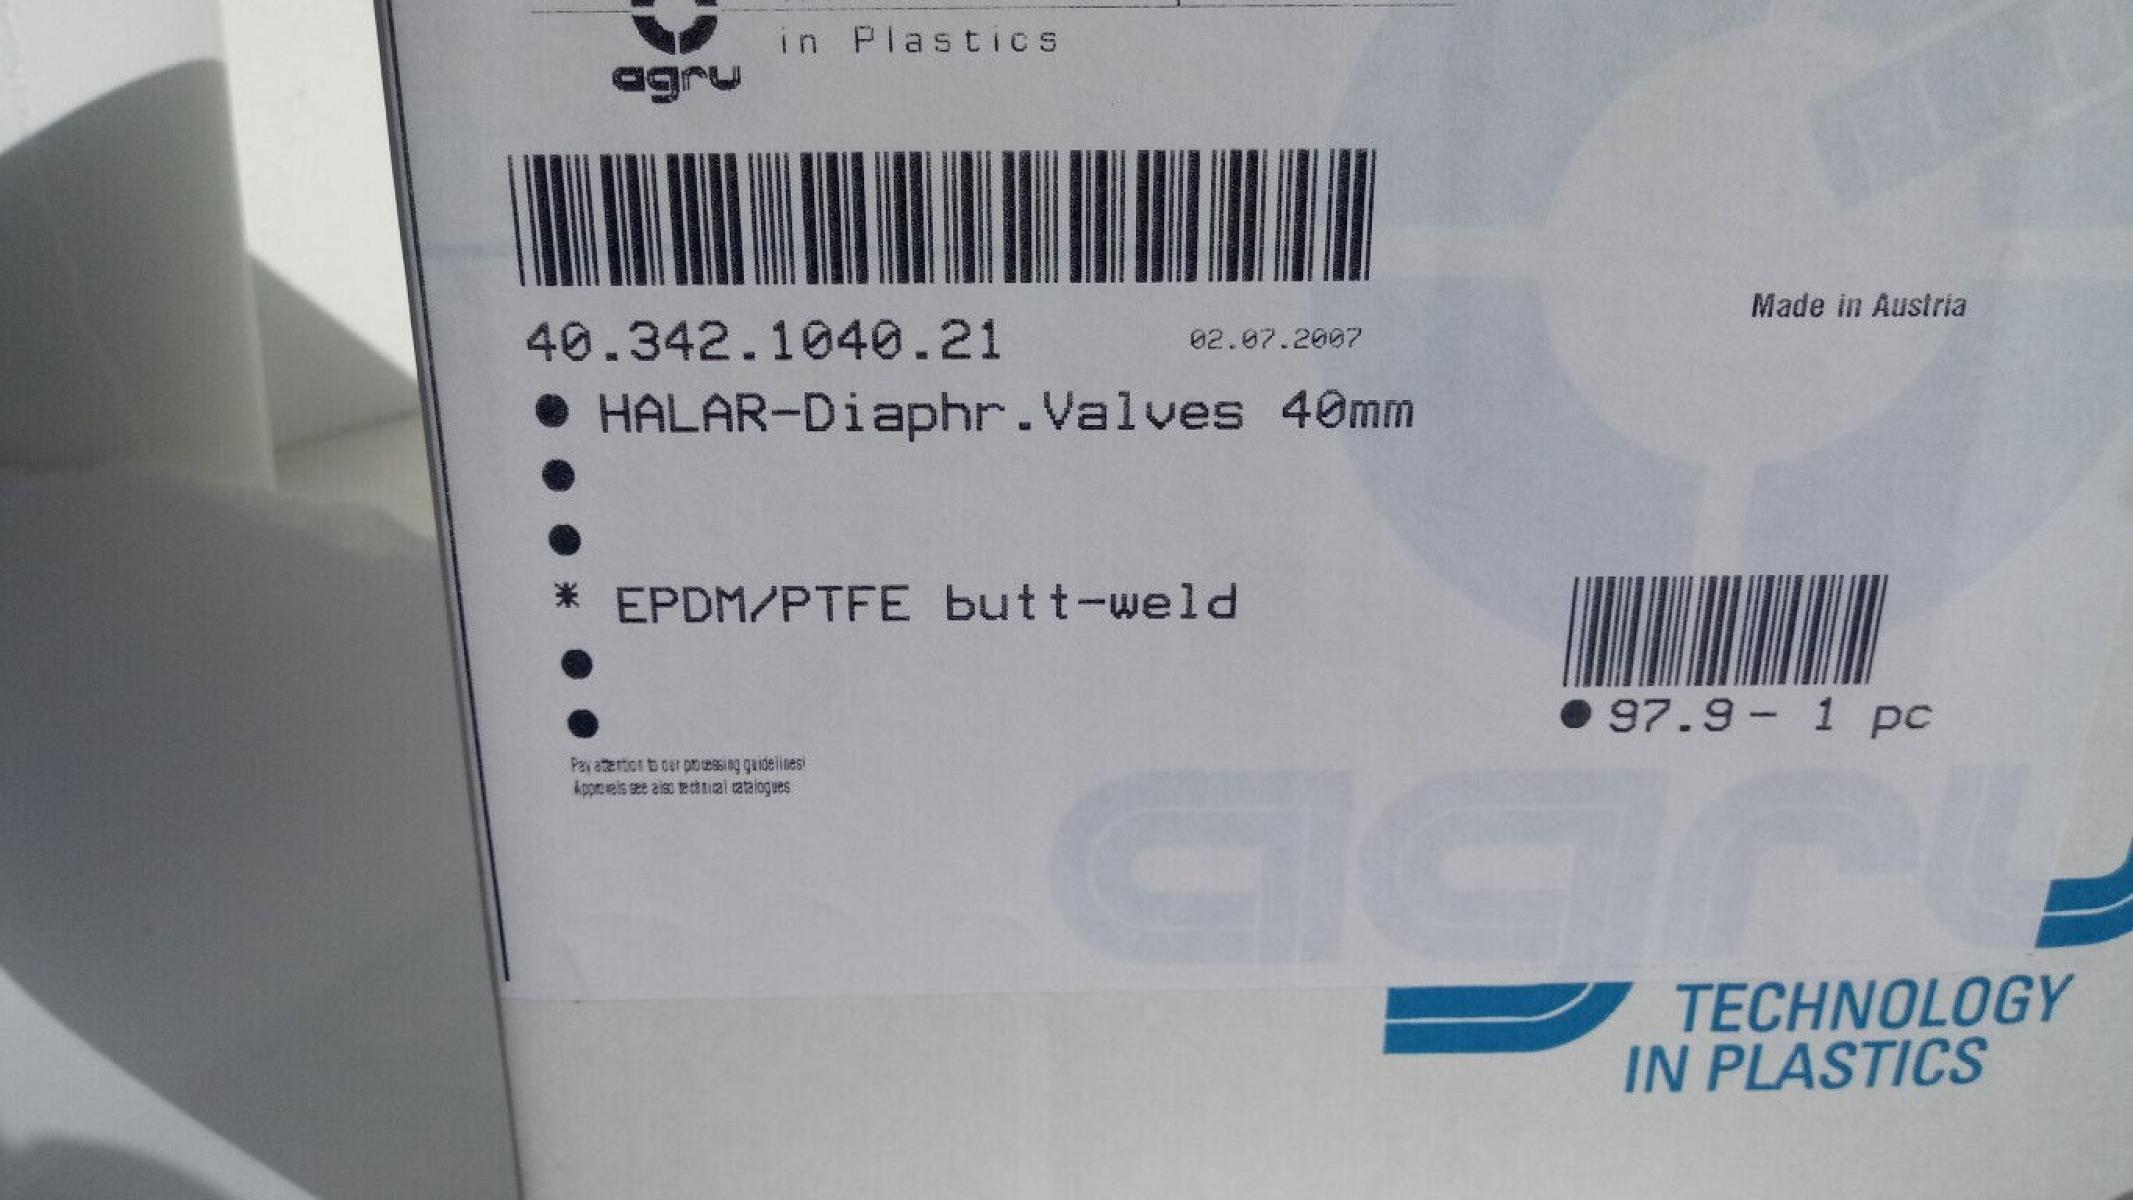 in Plastics
agru
40.342.1040.21 02.07.2007
Made in Austria
HALAR-Diaphr.Valves 40mm
* EPDM/PTFE butt-weld
97.9- 1 pc
Pay attention to our processing guidelines!
Approvals see also technical catalogues
agru
TECHNOLOGY
IN PLASTICS